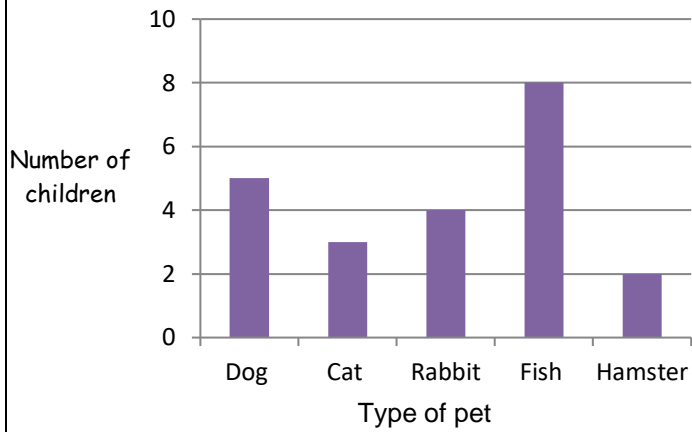 10
8
6
4
2
0
Number of
children
Dog Cat Rabbit Fish Hamster
Type of pet